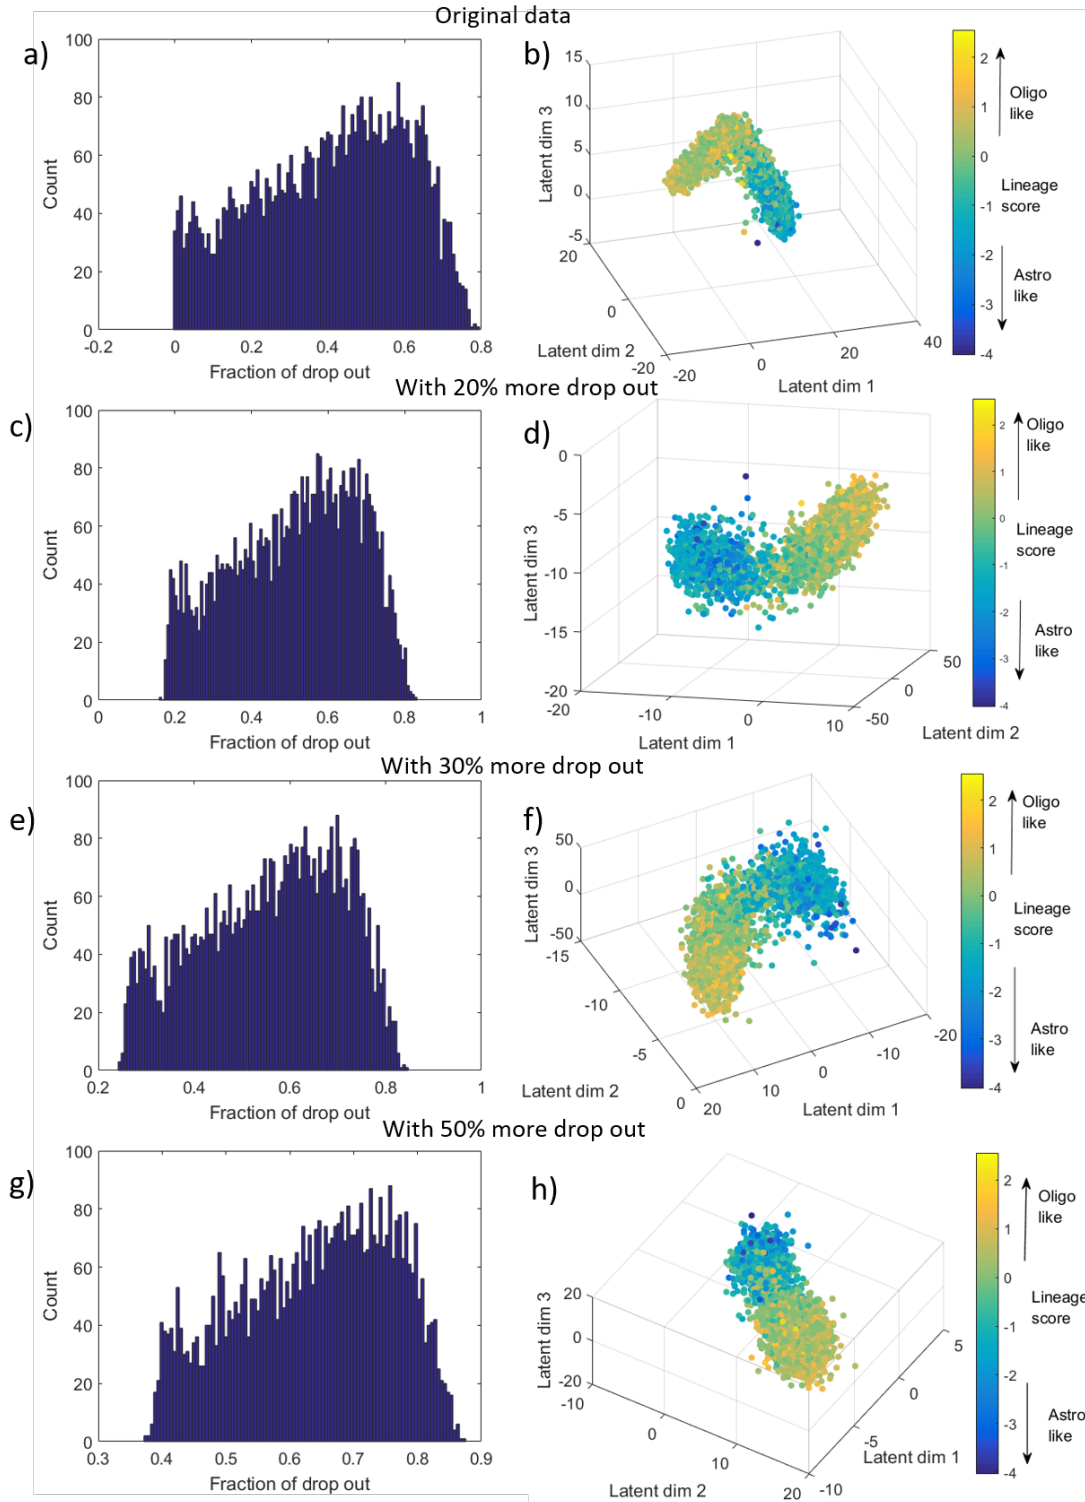 Original data
a)
100
80
60
40
20
0
Count
-0.2
0
0.2
0.4
0.6
0.8
Fraction of drop out
b)
15
10
5
0
-5
Latent dim 3
20
0
-20
Latent dim 2
-20
0
20
40
Latent dim 1
2
1
0
-1
-2
-3
-4
Oligo
like
Lineage
score
Astro
like
With 20% more drop out
c)
100
80
60
40
20
0
Count
0
0.2
0.4
0.6
0.8
1
Fraction of drop out
d)
0
-5
-10
-15
-20
Latent dim 3
-20
-10
0
10
Latent dim 1
-50
0
50
Latent dim 2
2
1
0
-1
-2
-3
-4
Oligo
like
Lineage
score
Astro
like
With 30% more drop out
e)
100
80
60
40
20
0
Count
0.2
0.4
0.6
0.8
1
Fraction of drop out
f)
50
0
-50
Latent dim 3
-15
-10
-5
0
Latent dim 2
20
10
0
-10
-20
Latent dim 1
2
1
0
-1
-2
-3
-4
Oligo
like
Lineage
score
Astro
like
With 50% more drop out
g)
100
80
60
40
20
0
Count
0.3
0.4
0.5
0.6
0.7
0.8
0.9
Fraction of drop out
h)
20
0
-20
Latent dim 3
-10
0
10
20
Latent dim 2
-10
-5
0
5
Latent dim 1
2
1
0
-1
-2
-3
-4
Oligo
like
Lineage
score
Astro
like